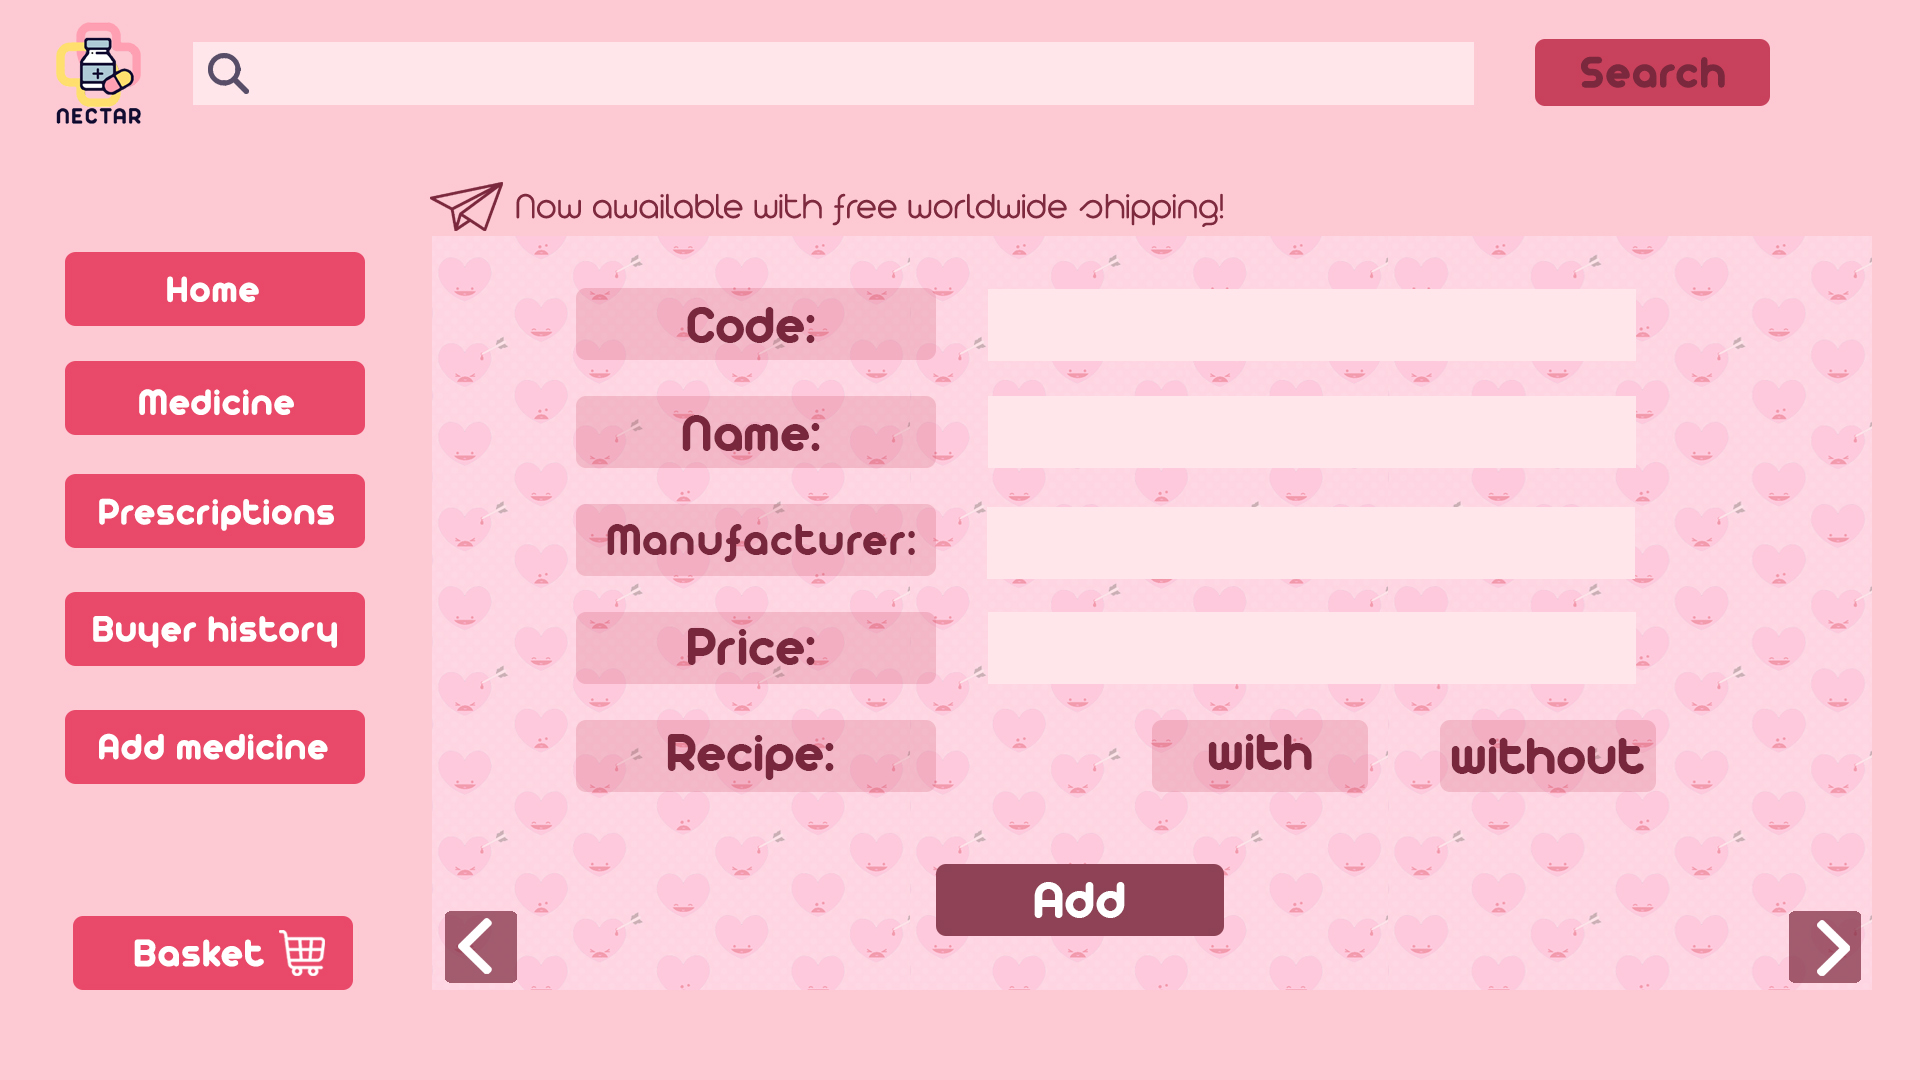 NECTAR
Search
Now awailable with free worldwide shipping!
Home
Medicine
Prescriptions
Buyer history
Add medicine
Basket
Code:
Name:
Manufacturer:
Price:
Recipe:
with
without
Add